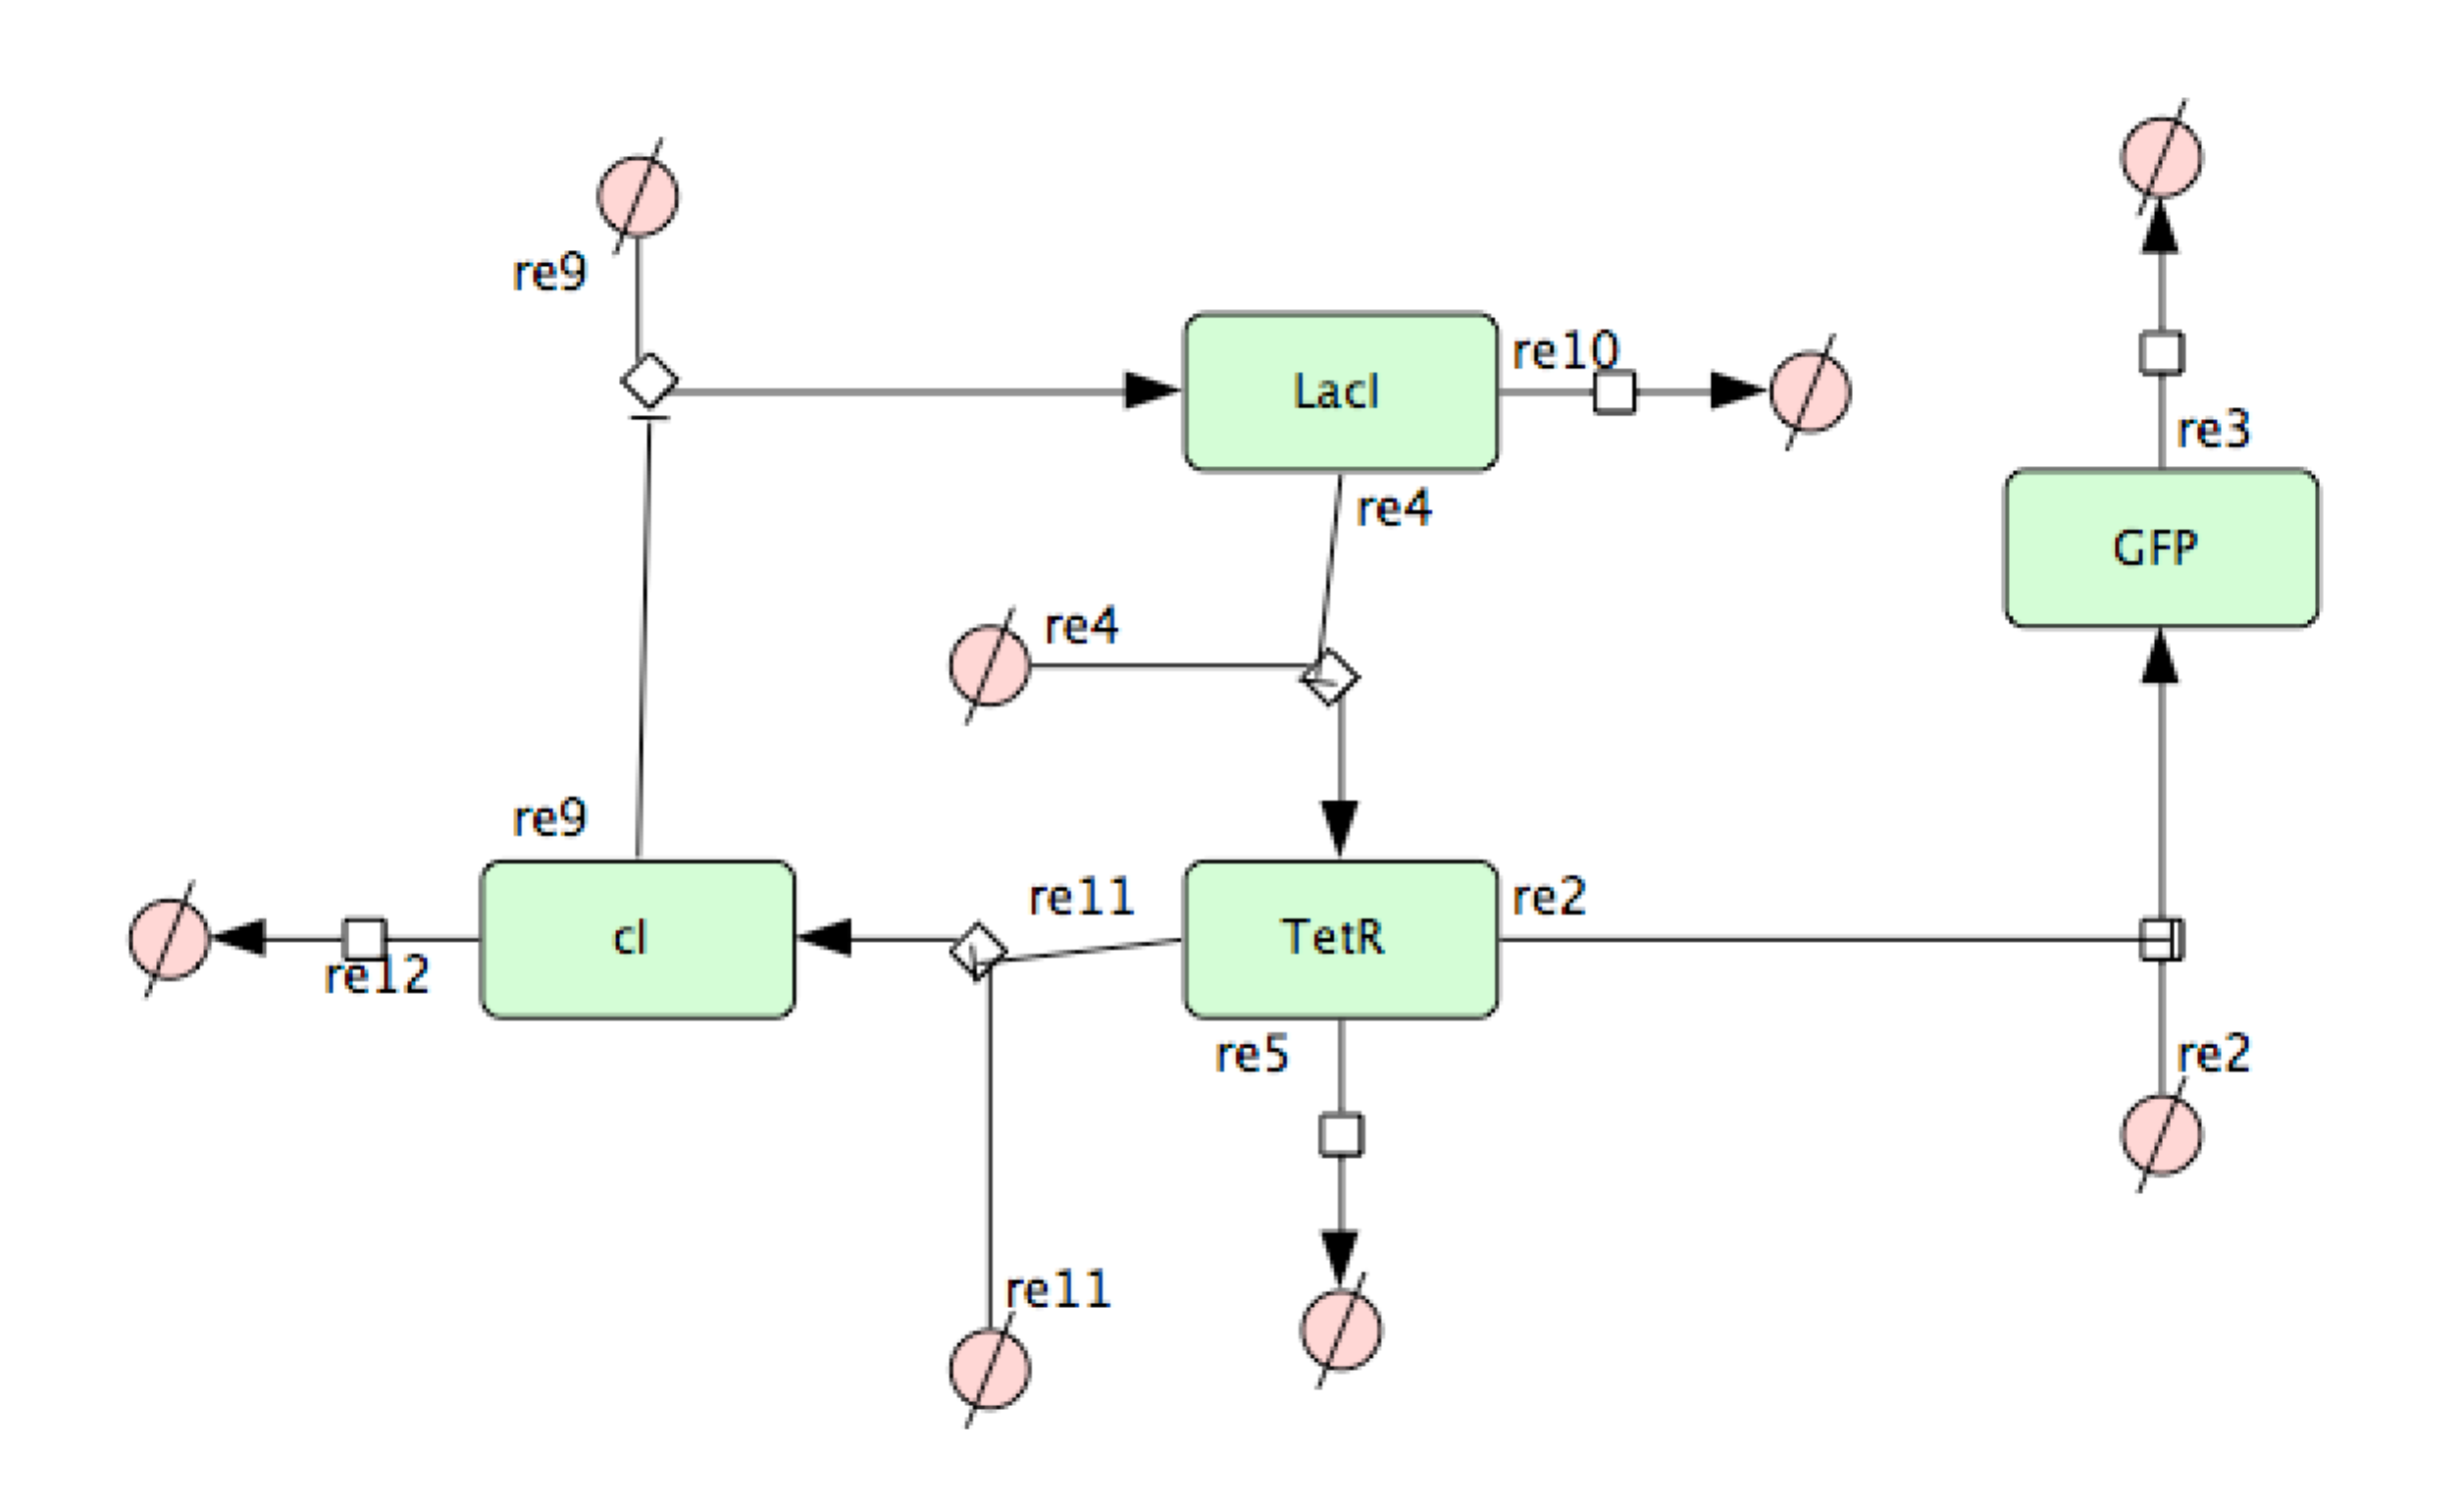 re9
LacI
re10
re3
re4
GFP
re4
re9
re11
re2
cI
TetR
re12
re5
re2
re11